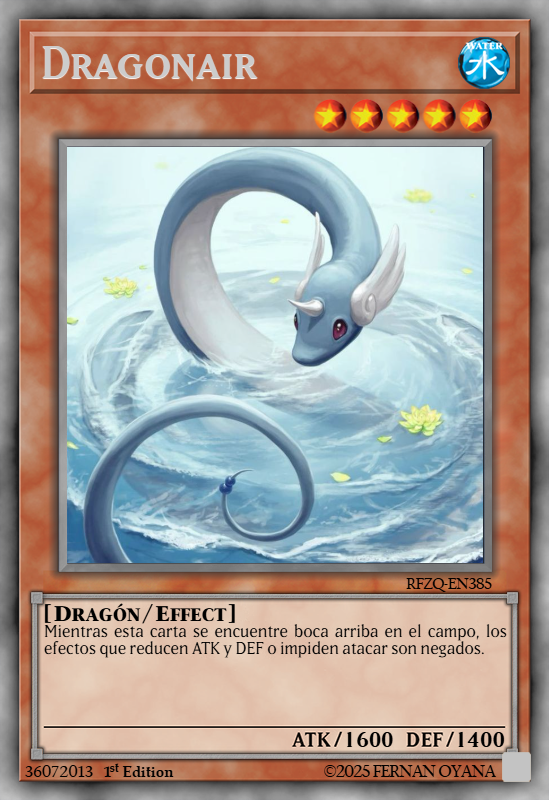 Dragonair
WATER
水
RFZQ-EN385
[Dragón/Effect]
Mientras esta carta se encuentre boca arriba en el campo, los
efectos que reducen ATK y DEF o impiden atacar son negados.
ATK/1600 DEF/1400
36072013 1st Edition ©2025 FERNAN OYANA